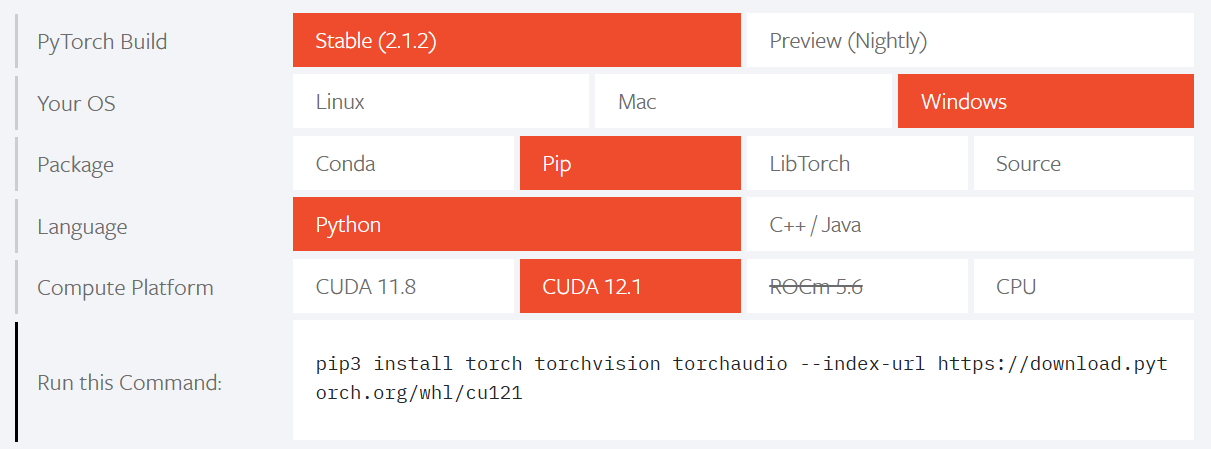 PyTorch Build Stable (2.1.2) Preview (Nightly)
Your OS Linux Mac Windows
Package Conda Pip LibTorch Source
Language Python C++ / Java
Compute Platform CUDA 11.8 CUDA 12.1 ROCm 5.6 CPU
Run this Command: pip3 install torch torchvision torchaudio --index-url https://download.pyt
orch.org/whl/cu121